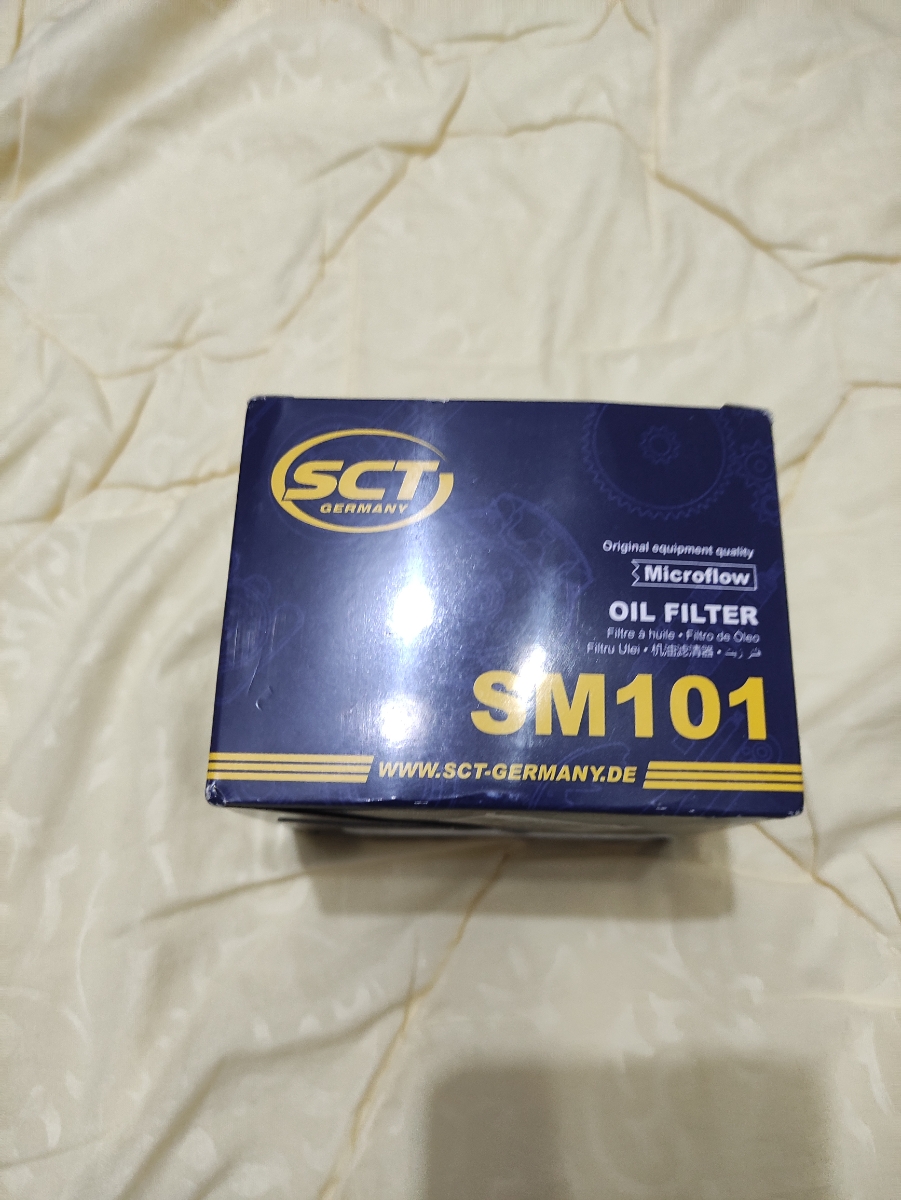 SCT
GERMANY
Original equipment quality
Microflow
OIL FILTER
Filtre à huile • Filtro de Óleo
Filtru Ulei • 机油滤清器 •
SM101
WWW.SCT-GERMANY.DE